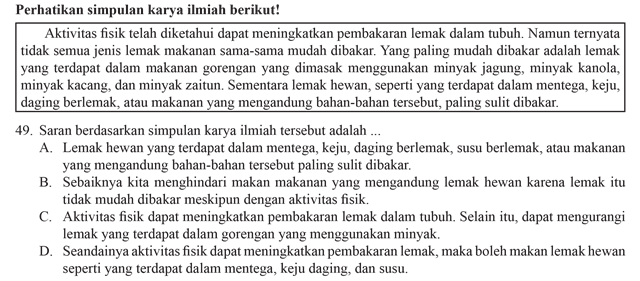 Perhatikan simpulan karya ilmiah berikut!
Aktivitas fisik telah diketahui dapat meningkatkan pembakaran lemak dalam tubuh. Namun ternyata
tidak semua jenis lemak makanan sama-sama mudah dibakar. Yang paling mudah dibakar adalah lemak
yang terdapat dalam makanan gorengan yang dimasak menggunakan minyak jagung, minyak kanola,
minyak kacang, dan minyak zaitun. Sementara lemak hewan, seperti yang terdapat dalam mentega, keju,
daging berlemak, atau makanan yang mengandung bahan-bahan tersebut, paling sulit dibakar.
49. Saran berdasarkan simpulan karya ilmiah tersebut adalah ...
A. Lemak hewan yang terdapat dalam mentega, keju, daging berlemak, susu berlemak, atau makanan
yang mengandung bahan-bahan tersebut paling sulit dibakar.
B. Sebaiknya kita menghindari makan makanan yang mengandung lemak hewan karena lemak itu
tidak mudah dibakar meskipun dengan aktivitas fisik.
C. Aktivitas fisik dapat meningkatkan pembakaran lemak dalam tubuh. Selain itu, dapat mengurangi
lemak yang terdapat dalam gorengan yang menggunakan minyak.
D. Seandainya aktivitas fisik dapat meningkatkan pembakaran lemak, maka boleh makan lemak hewan
seperti yang terdapat dalam mentega, keju daging, dan susu.